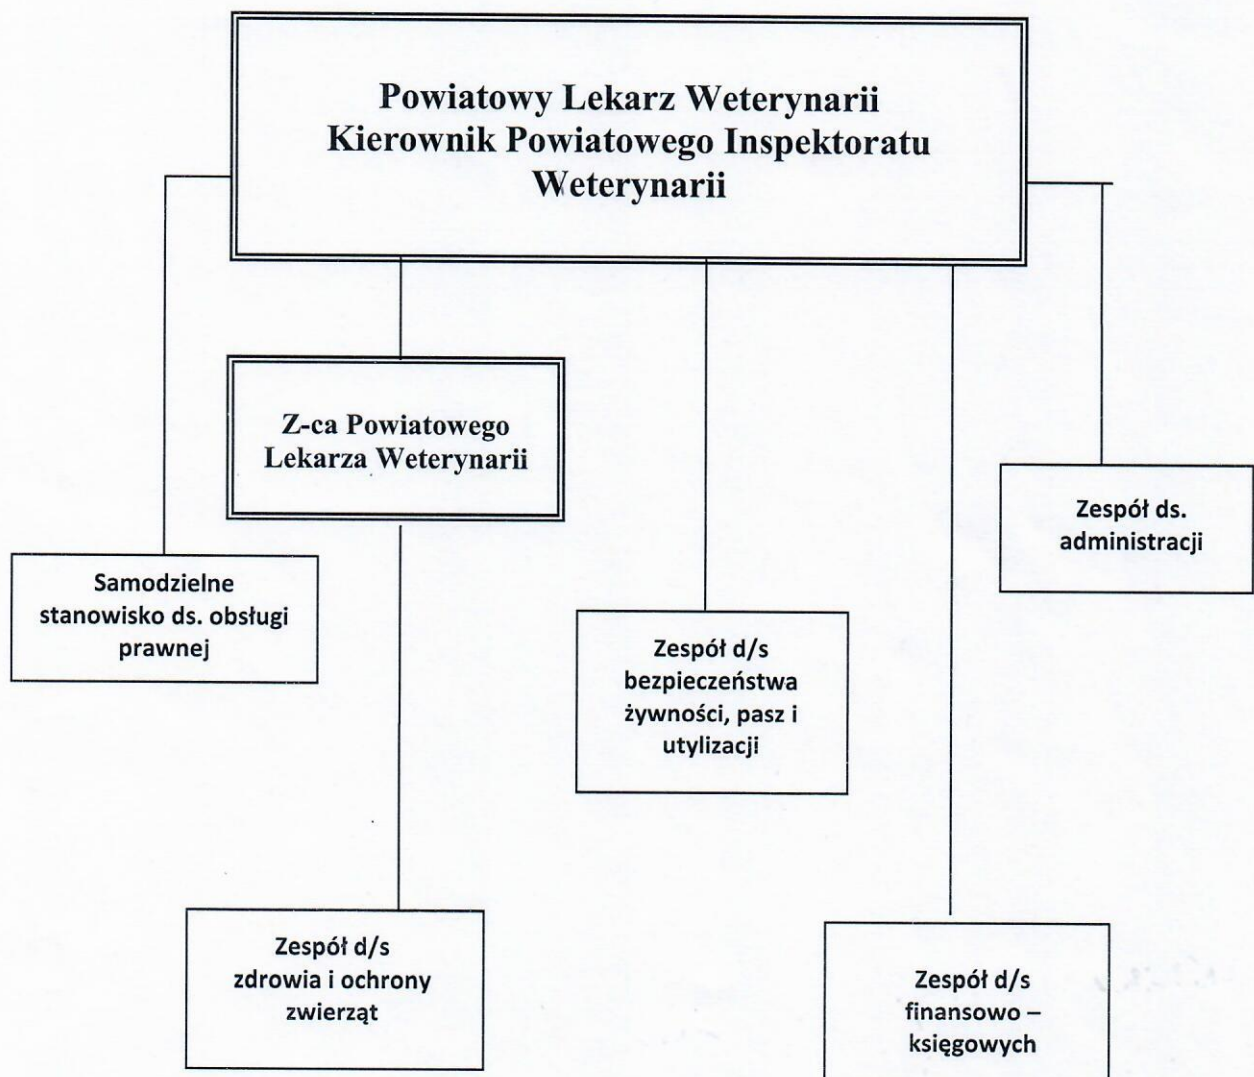 Powiatowy Lekarz Weterynarii
Kierownik Powiatowego Inspektoratu
Weterynarii
Z-ca Powiatowego
Lekarza Weterynarii
Zespół ds.
administracji
Samodzielne
stanowisko ds. obsługi
prawnej
Zespół d/s
bezpieczeństwa
żywności, pasz i
utylizacji
Zespół d/s
zdrowia i ochrony
zwierząt
Zespół d/s
finansowo –
księgowych